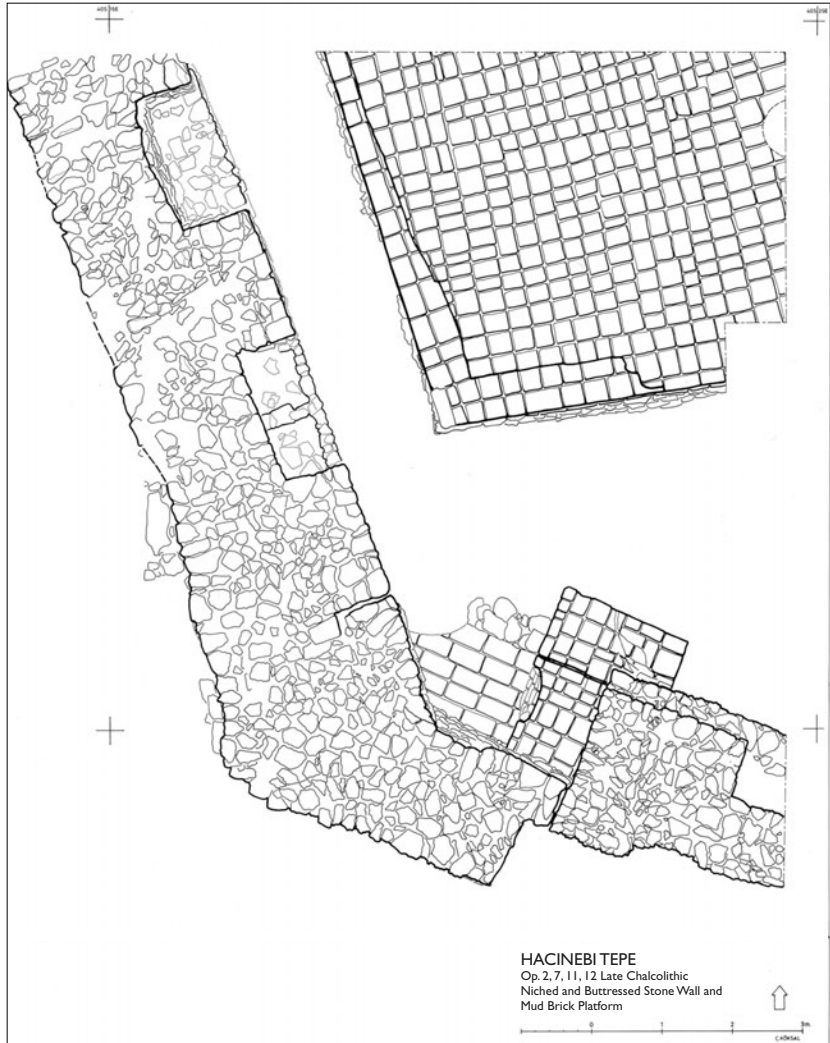 HACINEBI TEPE
Op. 2, 7, 11, 12 Late Chalcolithic
Niched and Buttressed Stone Wall and
Mud Brick Platform
0 1 2 3m.